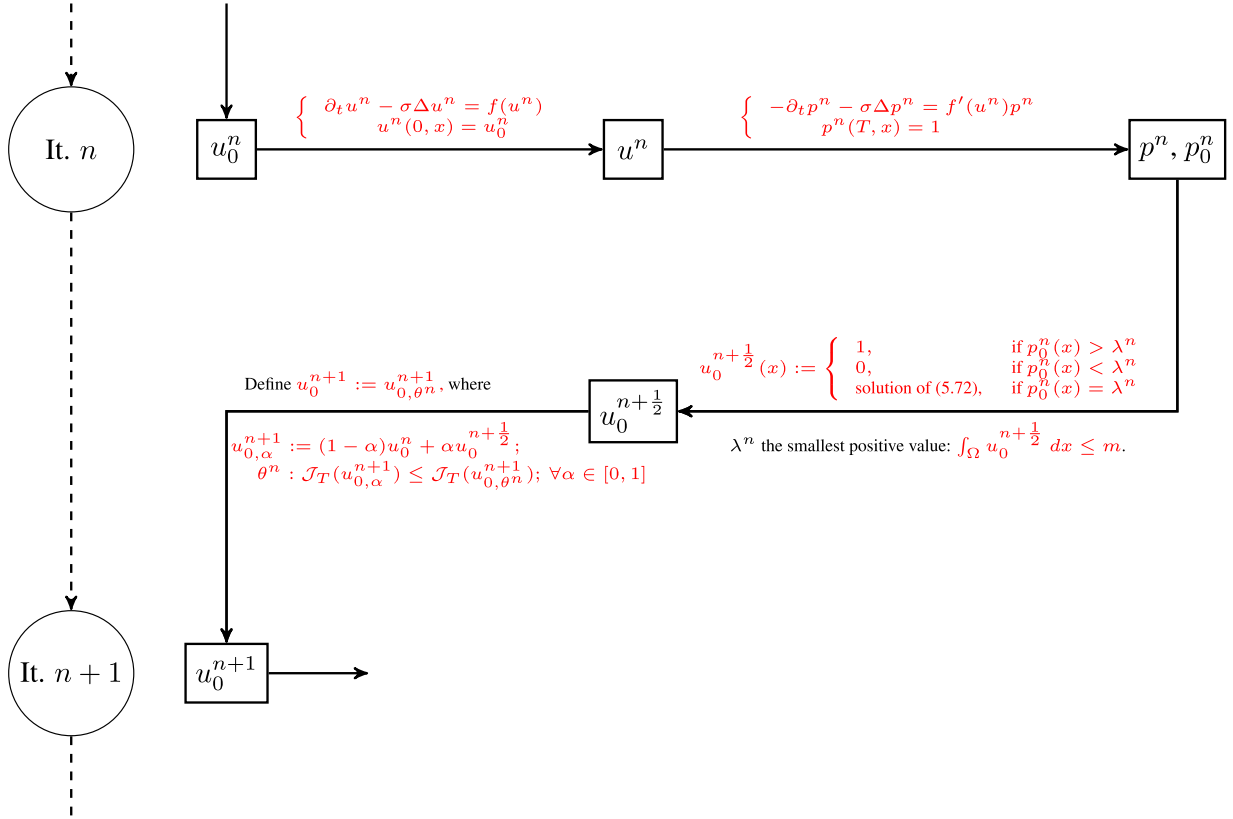 It. n
u_0^n
{ ∂_t u^n − σΔu^n = f(u^n)
u^n(0, x) = u_0^n
u^n
{ −∂_t p^n − σΔp^n = f′(u^n)p^n
p^n(T, x) = 1
p^n, p_0^n
u_0^{n+1/2}(x) := { 1, if p_0^n(x) > λ^n
0, if p_0^n(x) < λ^n
solution of (5.72), if p_0^n(x) = λ^n
λ^n the smallest positive value: ∫_Ω u_0^{n+1/2} dx ≤ m.
u_0^{n+1/2}
Define u_0^{n+1} := u_{0,θ^n}^{n+1}, where
u_{0,α}^{n+1} := (1 − α)u_0^n + αu_0^{n+1/2};
θ^n : 𝒥_T(u_{0,α}^{n+1}) ≤ 𝒥_T(u_{0,θ^n}^{n+1}); ∀α ∈ [0, 1]
It. n + 1
u_0^{n+1}